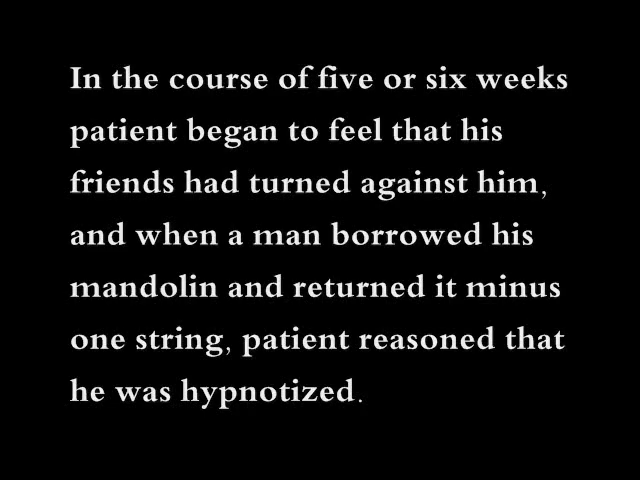 In the course of five or six weeks
patient began to feel that his
friends had turned against him,
and when a man borrowed his
mandolin and returned it minus
one string, patient reasoned that
he was hypnotized.